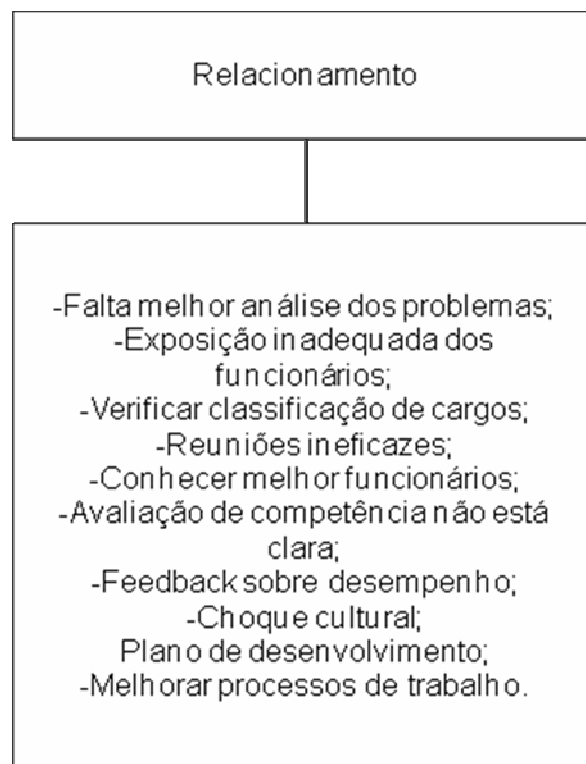 Relacionamento
-Falta melhor análise dos problemas;
-Exposição inadequada dos
funcionários;
-Verificar classificação de cargos;
-Reuniões ineficazes;
-Conhecer melhor funcionários;
-Avaliação de competência não está
clara;
-Feedback sobre desempenho;
-Choque cultural;
Plano de desenvolvimento;
-Melhorar processos de trabalho.